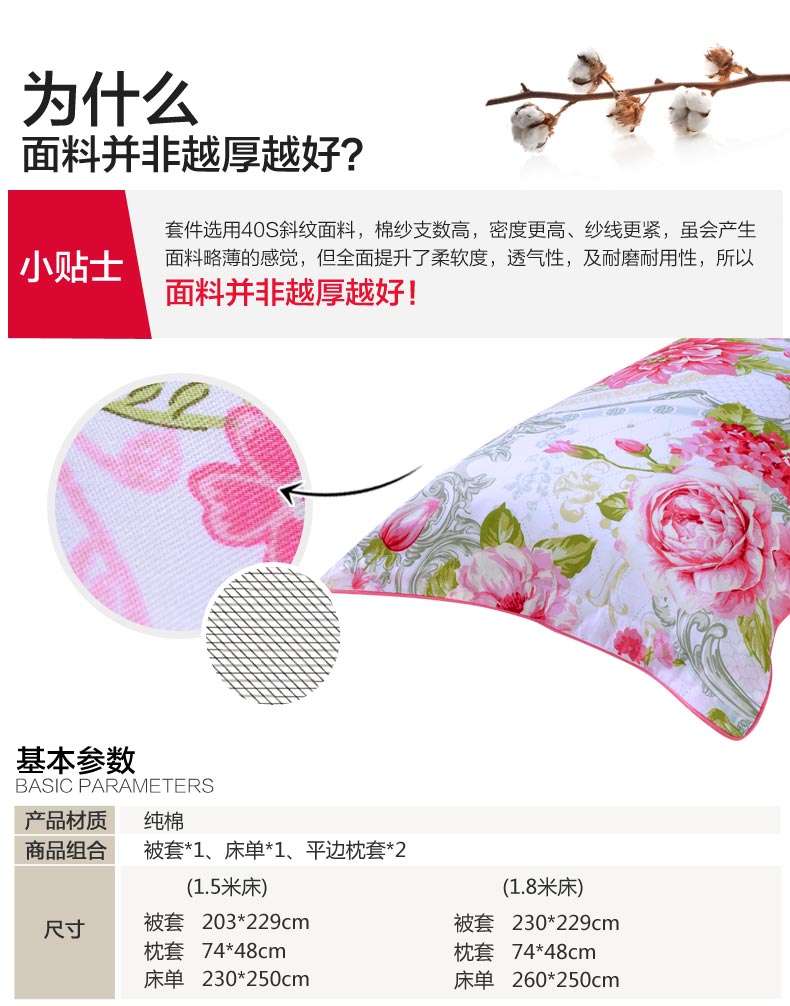 为什么
面料并非越厚越好?
小贴士
套件选用40S斜纹面料，棉纱支数高，密度更高、纱线更紧，虽会产生
面料略薄的感觉，但全面提升了柔软度，透气性，及耐磨耐用性，所以
面料并非越厚越好！
基本参数
BASIC PARAMETERS
产品材质 纯棉
商品组合 被套*1、床单*1、平边枕套*2
尺寸
(1.5米床) (1.8米床)
被套 203*229cm 被套 230*229cm
枕套 74*48cm 枕套 74*48cm
床单 230*250cm 床单 260*250cm